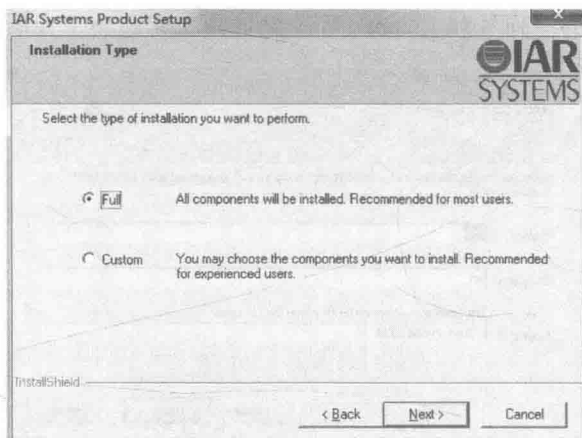 IAR Systems Product Setup
Installation Type
IAR
SYSTEMS
Select the type of installation you want to perform.
Full
All components will be installed. Recommended for most users.
Custom
You may choose the components you want to install. Recommended
for experienced users.
InstallShield
< Back
Next >
Cancel